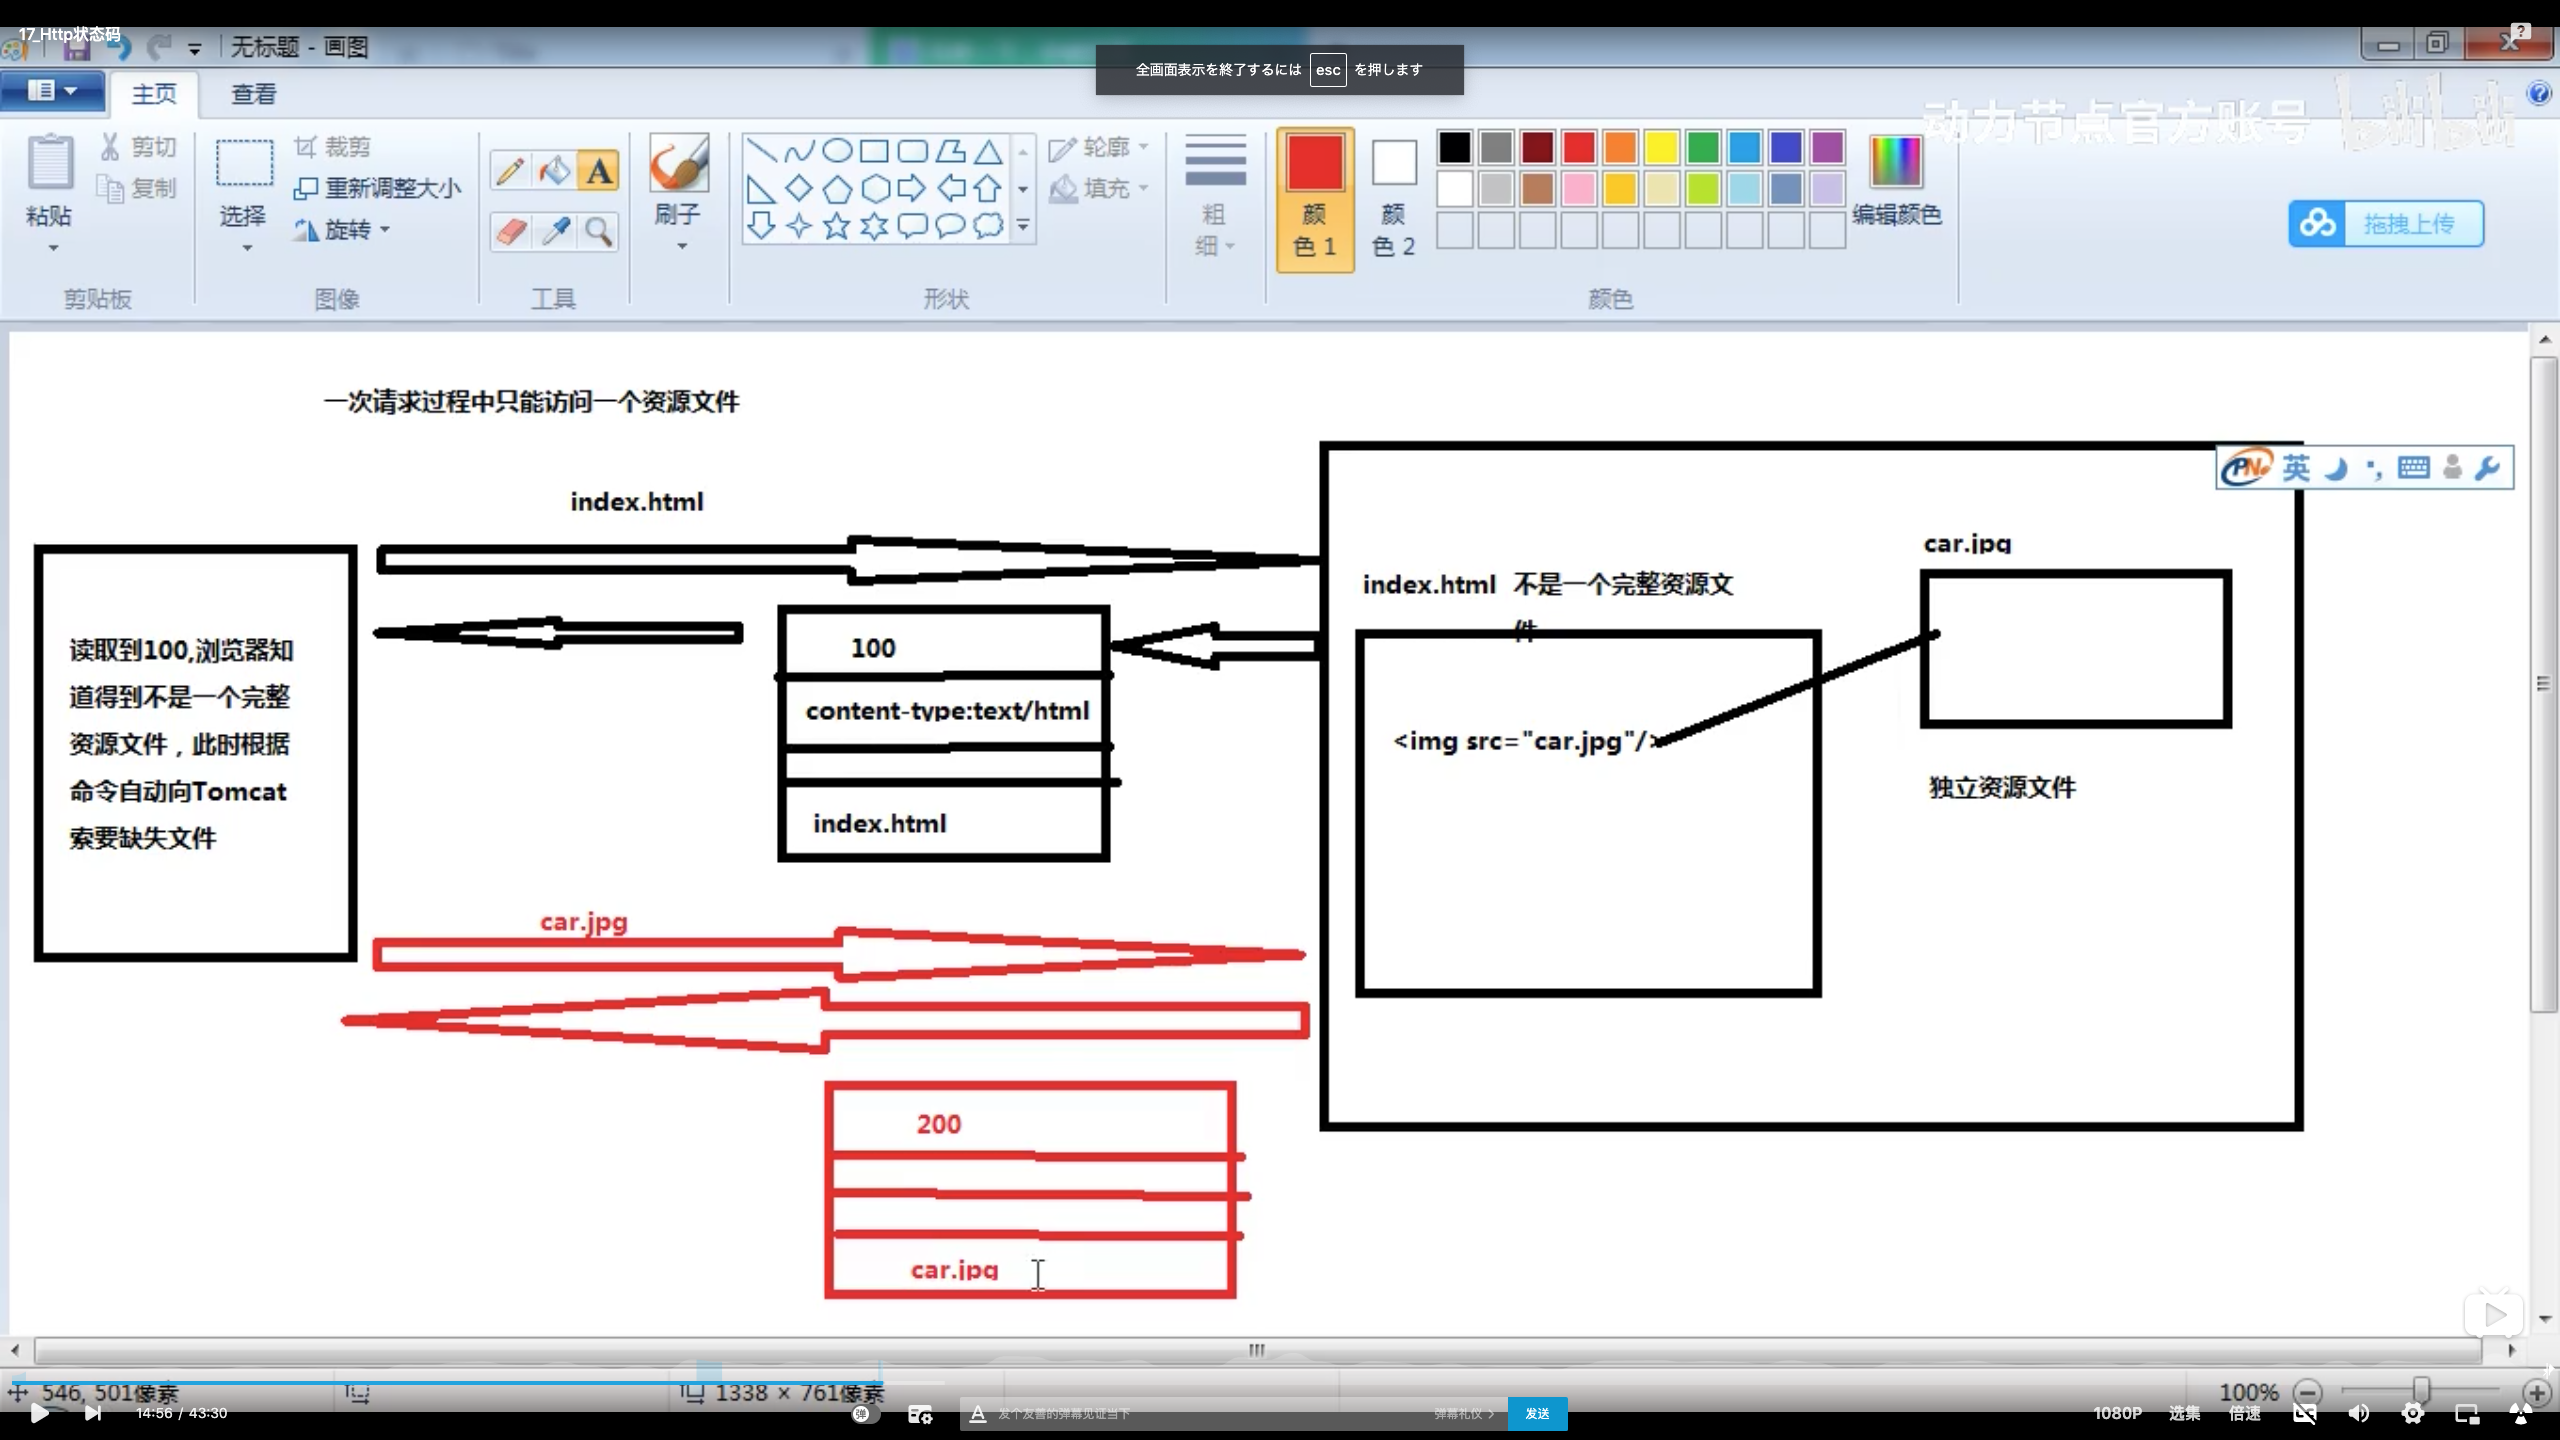 17_Http状态码
无标题 - 画图
全画面表示を終了するには esc を押します
主页
查看
动力节点官方账号
bilibili
剪切
复制
粘贴
剪贴板
裁剪
重新调整大小
旋转
选择
图像
A
工具
刷子
轮廓
填充
形状
粗
细
颜
色 1
颜
色 2
编辑颜色
颜色
拖拽上传
一次请求过程中只能访问一个资源文件
英
index.html
car.jpg
index.html 不是一个完整资源文
件
读取到100,浏览器知
道得到不是一个完整
资源文件，此时根据
命令自动向Tomcat
索要缺失文件
100
content-type:text/html
index.html
<img src="car.jpg"/>
独立资源文件
car.jpg
200
car.jpg
546, 501像素
1338 × 761像素
100%
14:56 / 43:30
弹
A
发个友善的弹幕见证当下
弹幕礼仪 >
发送
1080P
选集
倍速